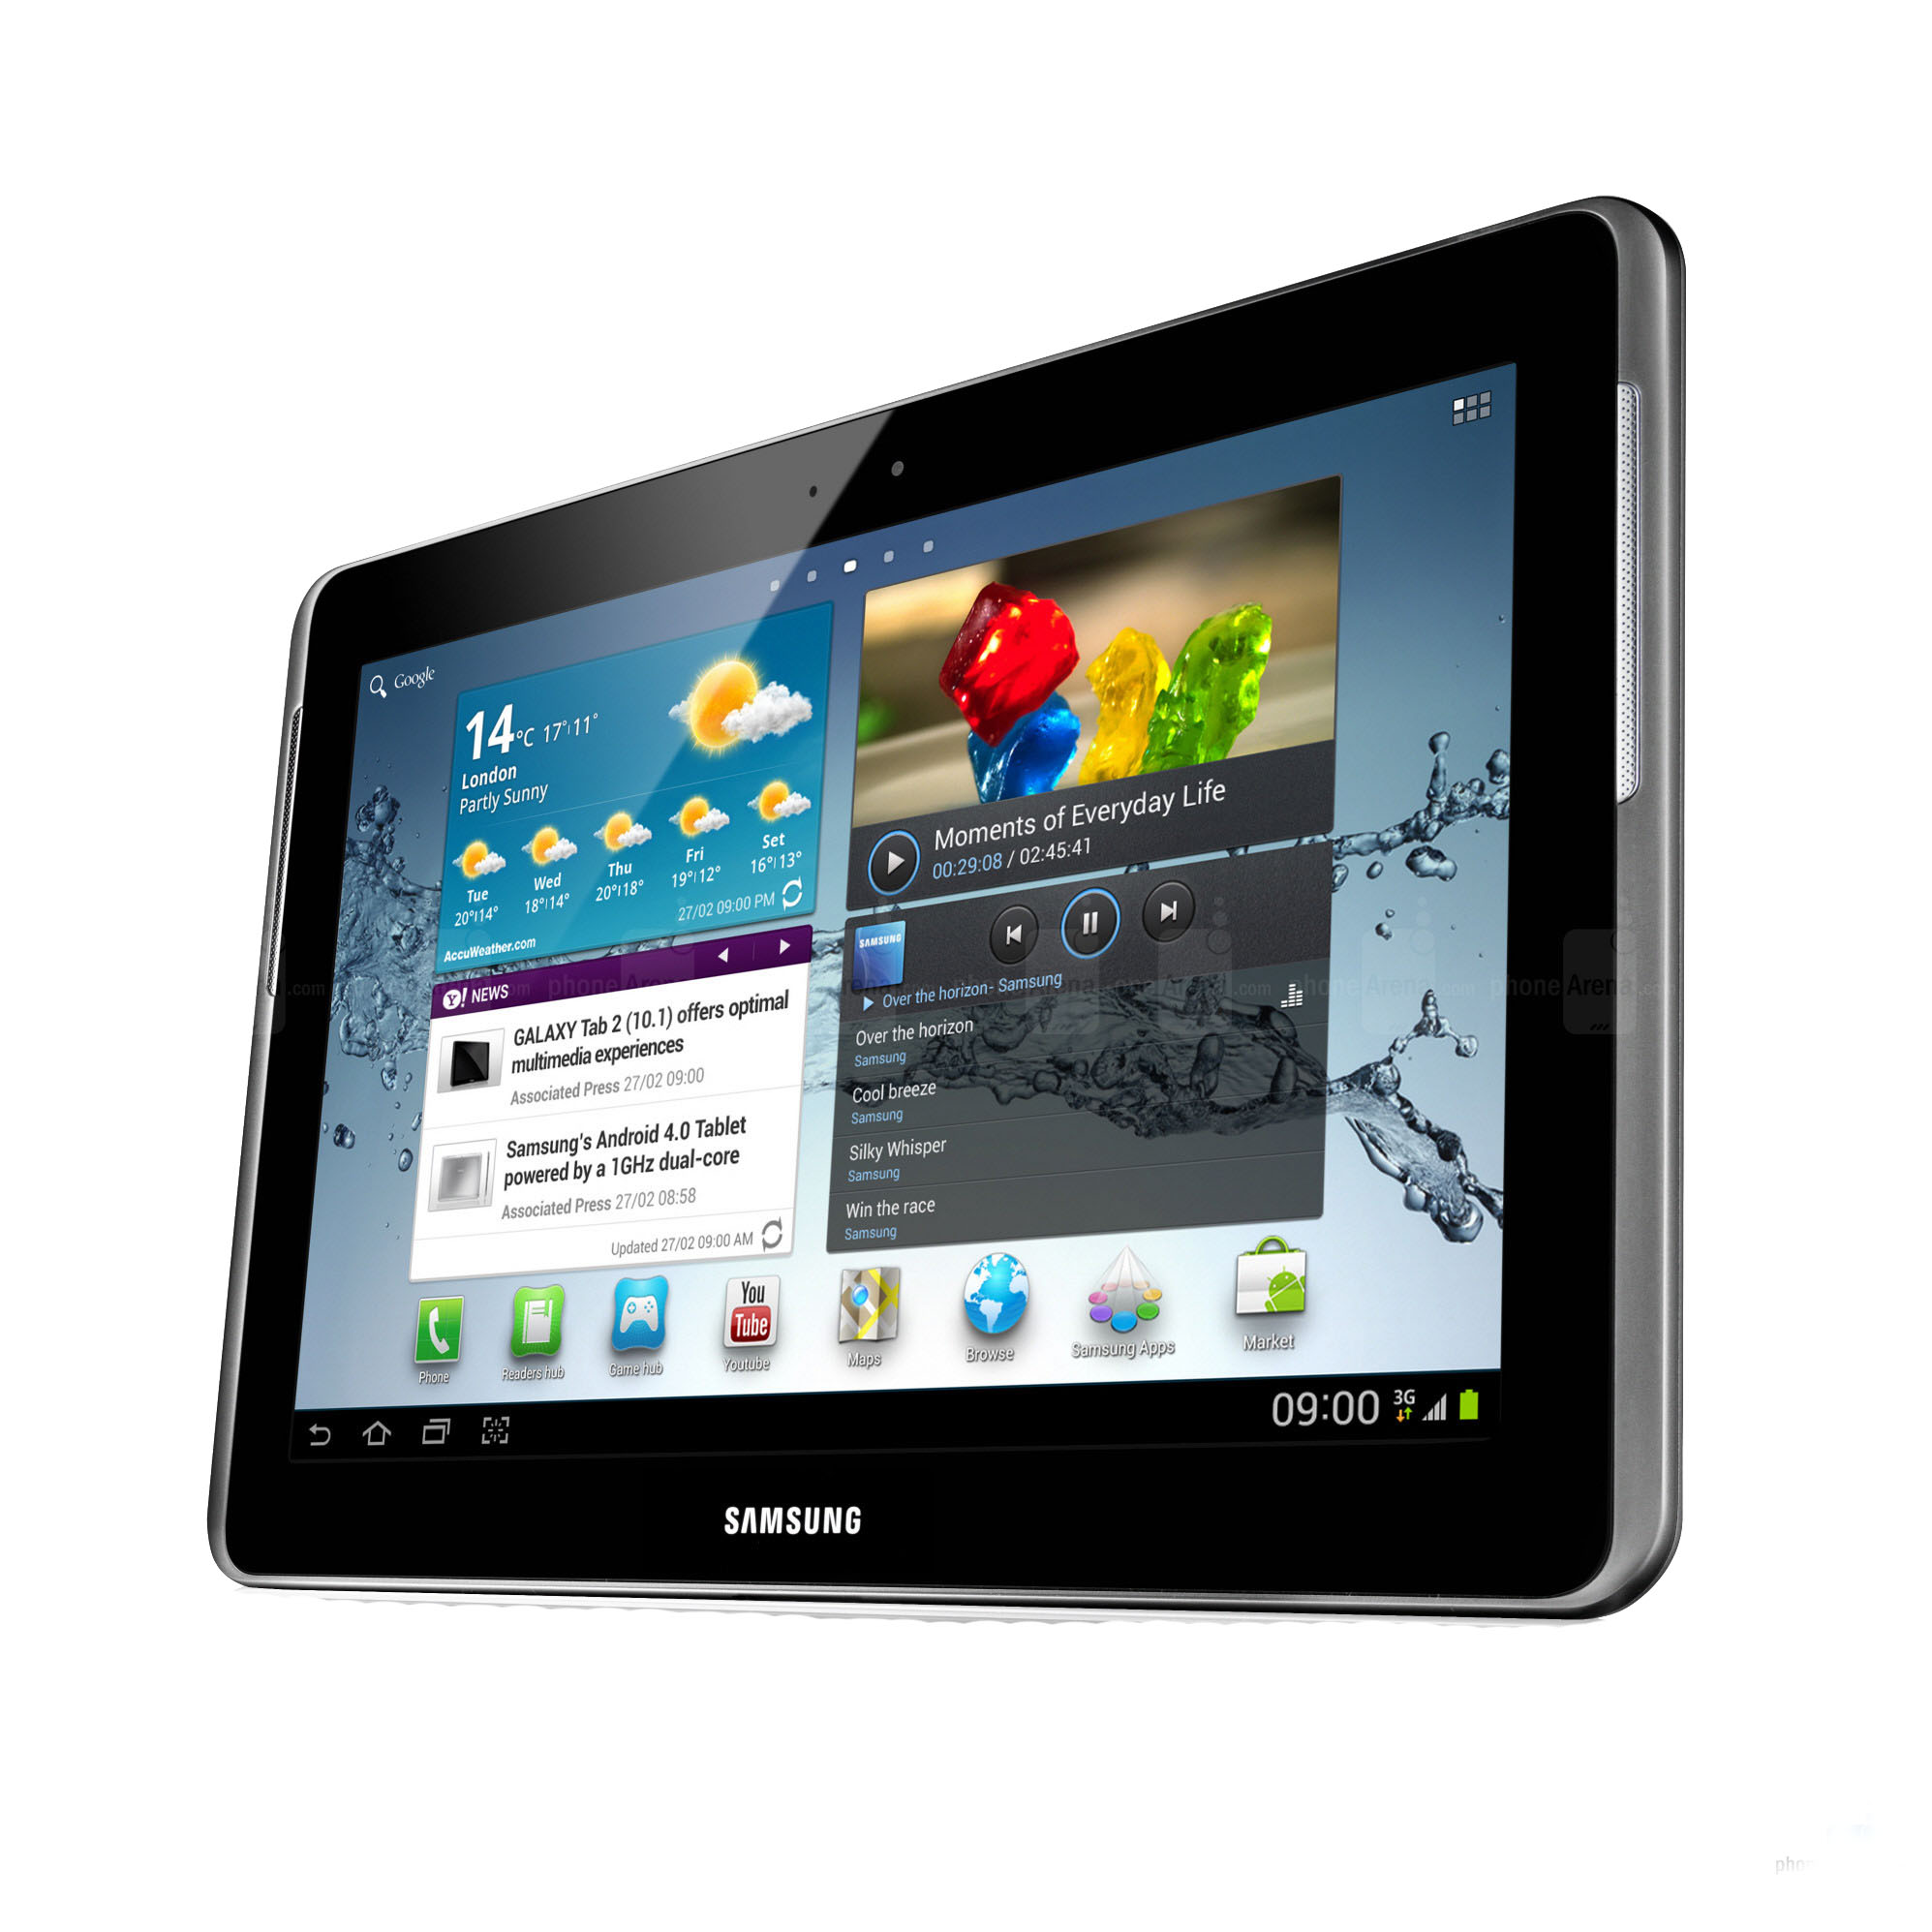 Google
14°C 17°|11°
London
Partly Sunny
Tue
20°|14°
Wed
18°|14°
Thu
20°|18°
Fri
19°|12°
Set
16°|13°
27/02 09:00 PM
AccuWeather.com
Y! NEWS
GALAXY Tab 2 (10.1) offers optimal
multimedia experiences
Associated Press 27/02 09:00
Samsung's Android 4.0 Tablet
powered by a 1GHz dual-core
Associated Press 27/02 08:58
Updated 27/02 09:00 AM
Moments of Everyday Life
00:29:08 / 02:45:41
SAMSUNG
Over the horizon- Samsung
Over the horizon
Samsung
Cool breeze
Samsung
Silky Whisper
Samsung
Win the race
Samsung
You
Tube
Phone
Readers hub
Game hub
Youtube
Maps
Browse
Samsung Apps
Market
09:00 3G
SAMSUNG
phoneArena.com